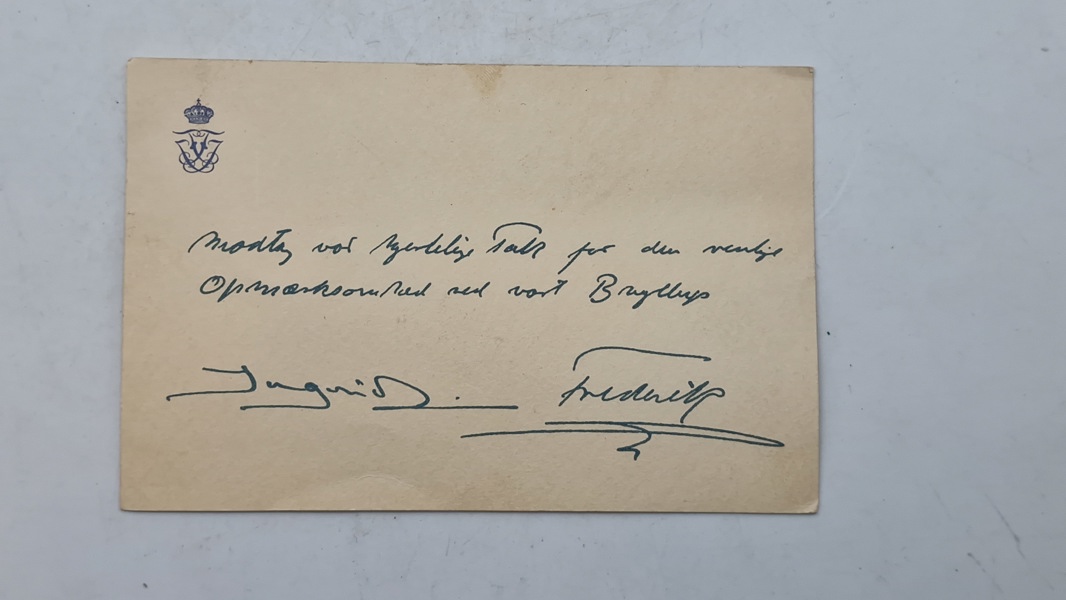 Modtag vor hjertelige Tak for den venlige
Opmærksomhed ved vort Bryllup
Ingrid. Frederik